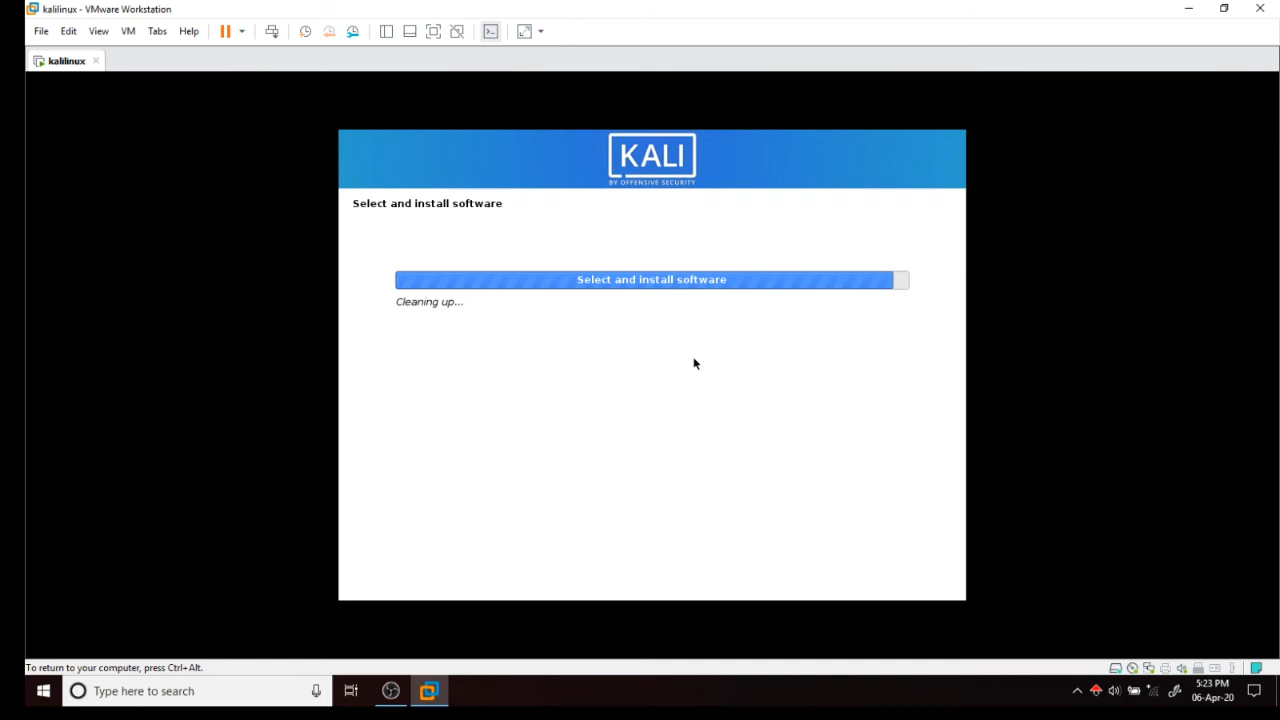 kalilinux - VMware Workstation
File Edit View VM Tabs Help
kalilinux
KALI
BY OFFENSIVE SECURITY
Select and install software
Select and install software
Cleaning up...
To return to your computer, press Ctrl+Alt.
Type here to search
5:23 PM
06-Apr-20